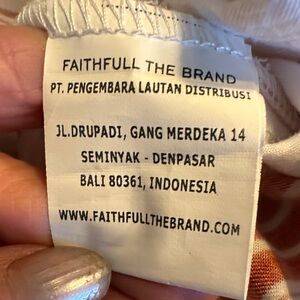 FAITHFULL THE BRAND
PT. PENGEMBARA LAUTAN DISTRIBUSI
JL.DRUPADI, GANG MERDEKA 14
SEMINYAK - DENPASAR
BALI 80361, INDONESIA
WWW.FAITHFULLTHEBRAND.COM